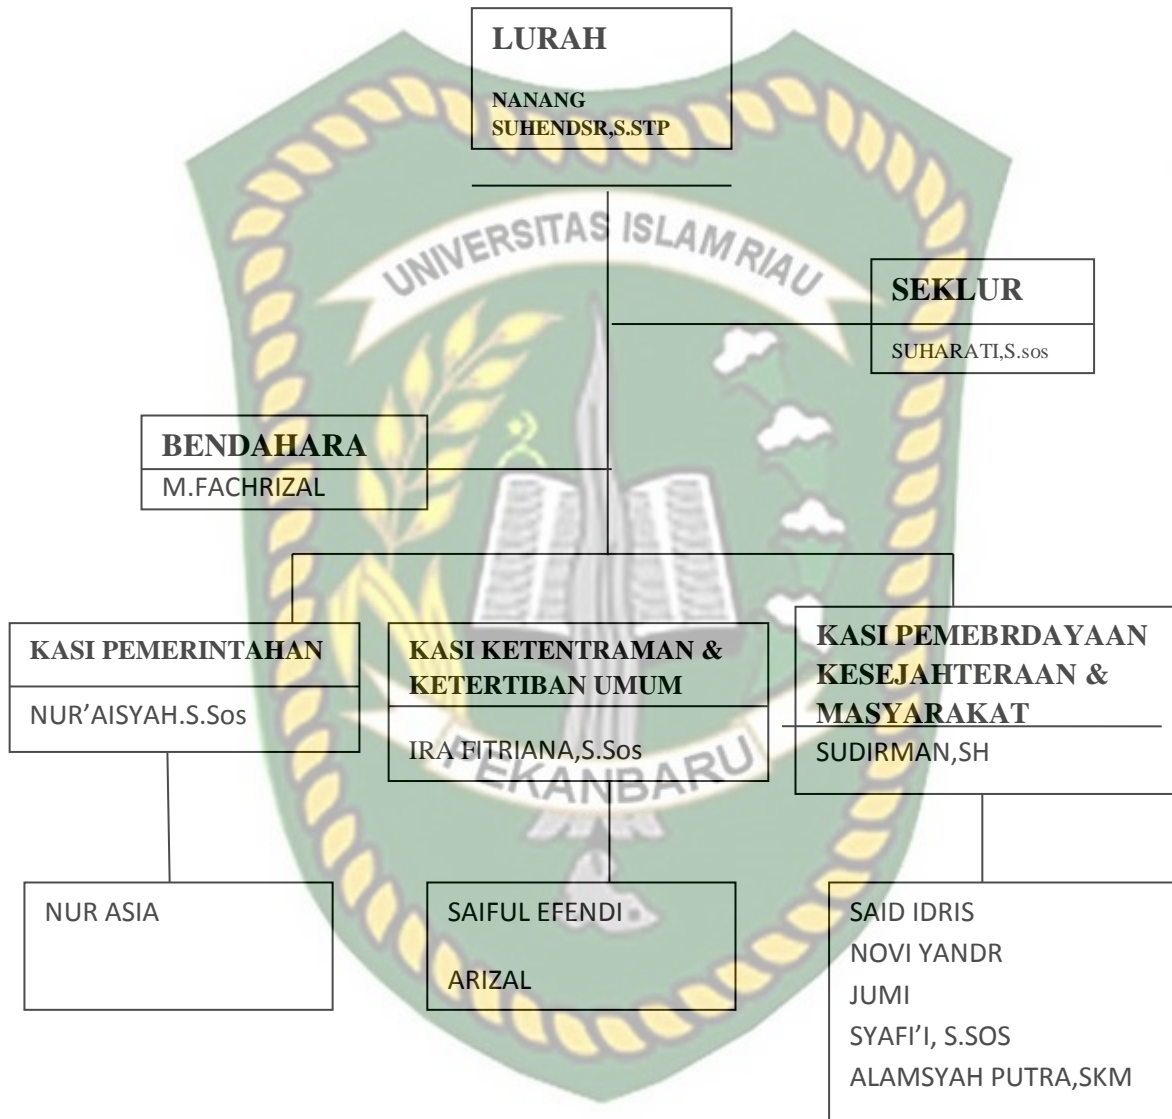 LURAH
NANANG
SUHENDSR,S.STP
UNIVERSITAS ISLAM RIAU
SEKLUR
SUHARATI,S.sos
BENDAHARA
M.FACHRIZAL
KASI PEMERINTAHAN
NUR’AISYAH.S.Sos
KASI KETENTRAMAN &
KETERTIBAN UMUM
IRA FITRIANA,S.Sos
KASI PEMEBRDAYAAN
KESEJAHTERAAN &
MASYARAKAT
SUDIRMAN,SH
PEKANBARU
NUR ASIA
SAIFUL EFENDI
ARIZAL
SAID IDRIS
NOVI YANDR
JUMI
SYAFI’I, S.SOS
ALAMSYAH PUTRA,SKM